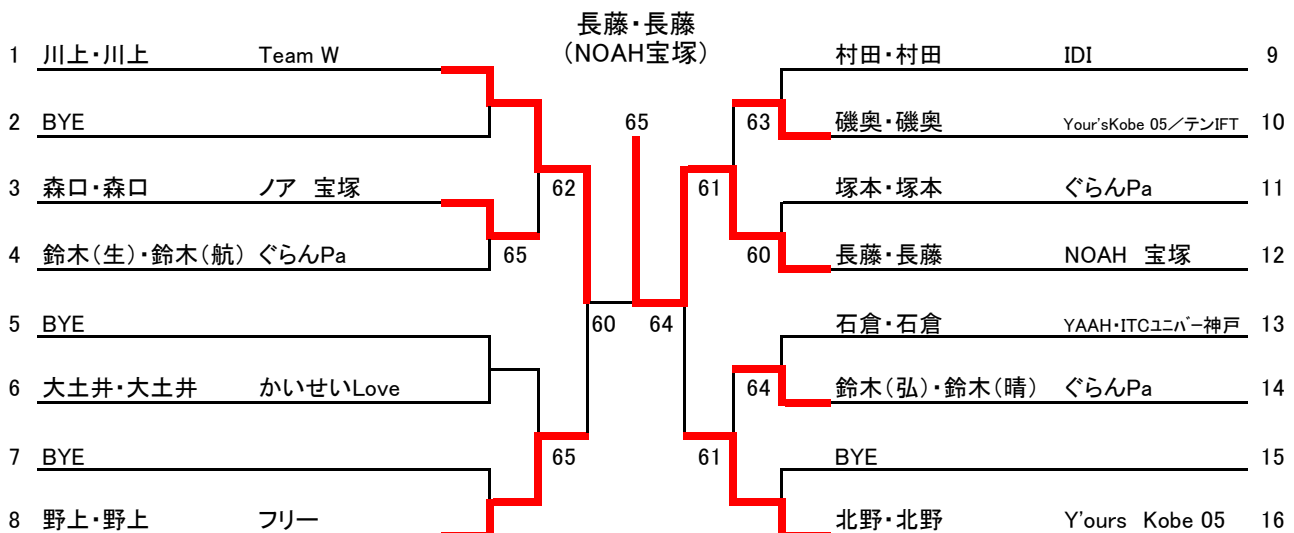 長藤・長藤
（NOAH宝塚）
1 川上・川上 Team W
村田・村田 IDI 9
2 BYE
65
63
磯奥・磯奥 Your'sKobe 05／テンIFT 10
3 森口・森口 ノア 宝塚
62
61
塚本・塚本 ぐらんPa 11
4 鈴木（生）・鈴木（航） ぐらんPa
65
60
長藤・長藤 NOAH 宝塚 12
5 BYE
60
64
石倉・石倉 YAAH・ITCユニバー神戸 13
6 大土井・大土井 かいせいLove
64
鈴木（弘）・鈴木（晴） ぐらんPa 14
7 BYE
65
61
BYE 15
8 野上・野上 フリー
北野・北野 Y'ours Kobe 05 16